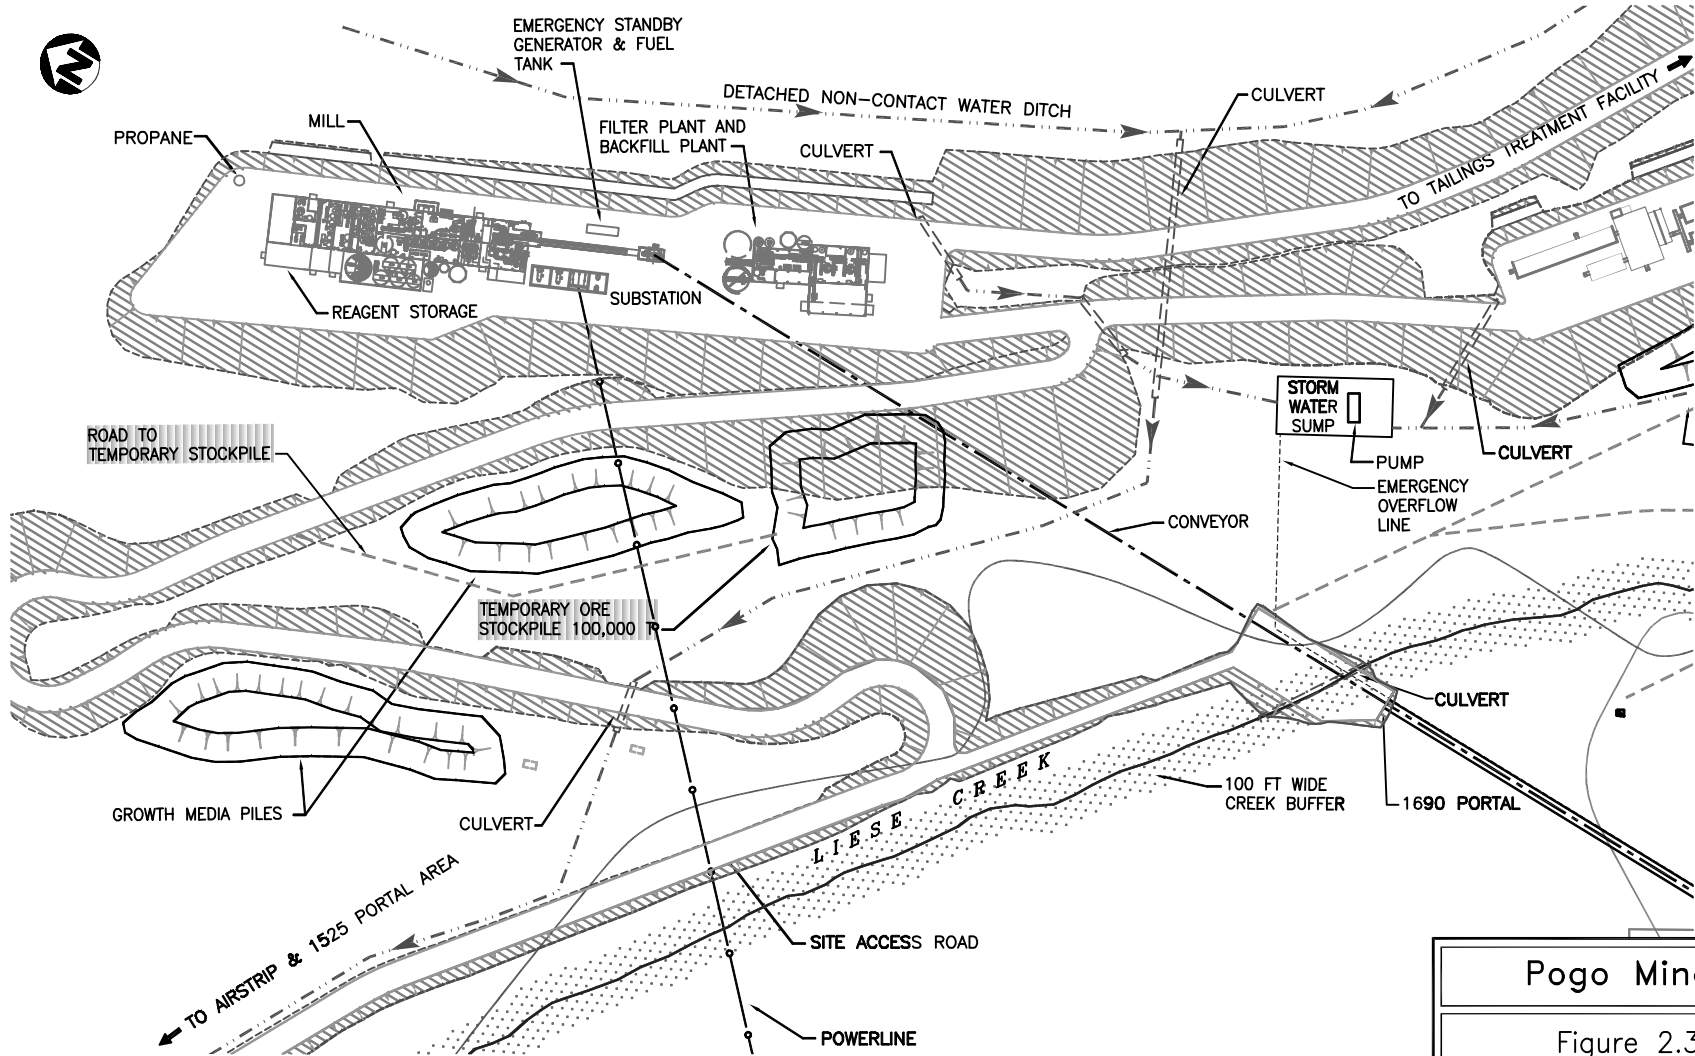 N
EMERGENCY STANDBY
GENERATOR & FUEL
TANK
DETACHED NON-CONTACT WATER DITCH
CULVERT
TO TAILINGS TREATMENT FACILITY
PROPANE
MILL
FILTER PLANT AND
BACKFILL PLANT
CULVERT
REAGENT STORAGE
SUBSTATION
STORM
WATER
SUMP
ROAD TO
TEMPORARY STOCKPILE
PUMP
CULVERT
EMERGENCY
OVERFLOW
LINE
CONVEYOR
TEMPORARY ORE
STOCKPILE 100,000 T
CULVERT
GROWTH MEDIA PILES
CULVERT
LIESE CREEK
100 FT WIDE
CREEK BUFFER
1690 PORTAL
TO AIRSTRIP & 1525 PORTAL AREA
SITE ACCESS ROAD
POWERLINE
Pogo Min
Figure 2.3